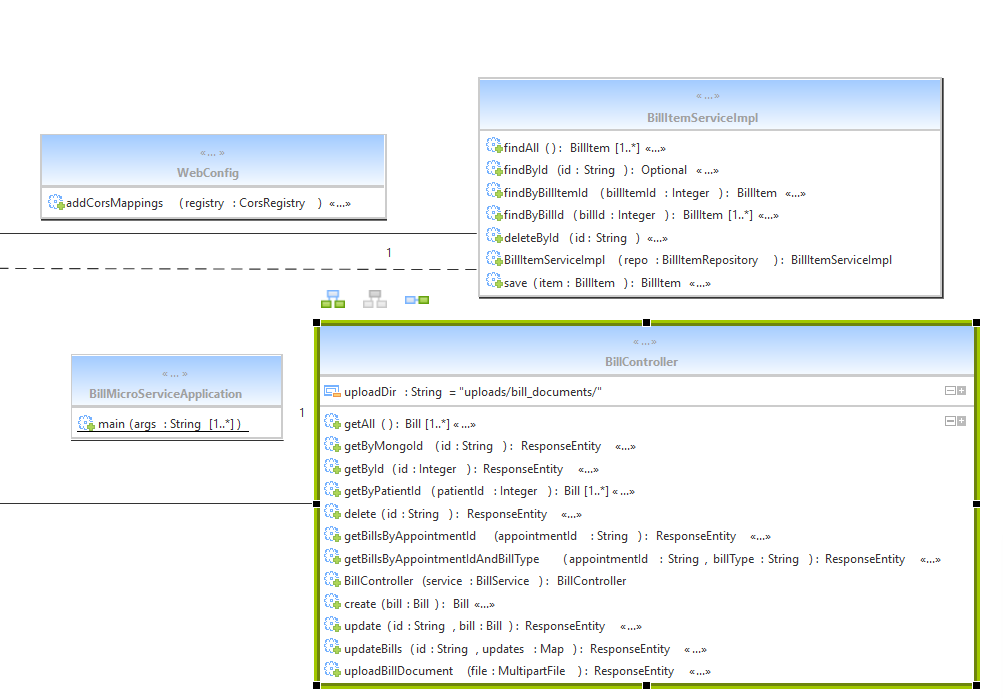 «...»
BillItemServiceImpl
findAll ( ) : BillItem [1..*] «...»
findById (id : String ) : Optional «...»
findByBillItemId (billItemId : Integer ) : BillItem «...»
findByBillId (billId : Integer ) : BillItem [1..*] «...»
deleteById (id : String ) «...»
BillItemServiceImpl (repo : BillItemRepository ) : BillItemServiceImpl
save (item : BillItem ) : BillItem «...»
«...»
WebConfig
addCorsMappings (registry : CorsRegistry ) «...»
1
«...»
BillMicroServiceApplication
main (args : String [1..*] )
1
«...»
BillController
uploadDir : String = "uploads/bill_documents/"
getAll ( ) : Bill [1..*] «...»
getByMongoId (id : String ) : ResponseEntity «...»
getById (id : Integer ) : ResponseEntity «...»
getByPatientId (patientId : Integer ) : Bill [1..*] «...»
delete (id : String ) : ResponseEntity «...»
getBillsByAppointmentId (appointmentId : String ) : ResponseEntity «...»
getBillsByAppointmentIdAndBillType (appointmentId : String , billType : String ) : ResponseEntity «...»
BillController (service : BillService ) : BillController
create (bill : Bill ) : Bill «...»
update (id : String , bill : Bill ) : ResponseEntity «...»
updateBills (id : String , updates : Map ) : ResponseEntity «...»
uploadBillDocument (file : MultipartFile ) : ResponseEntity «...»